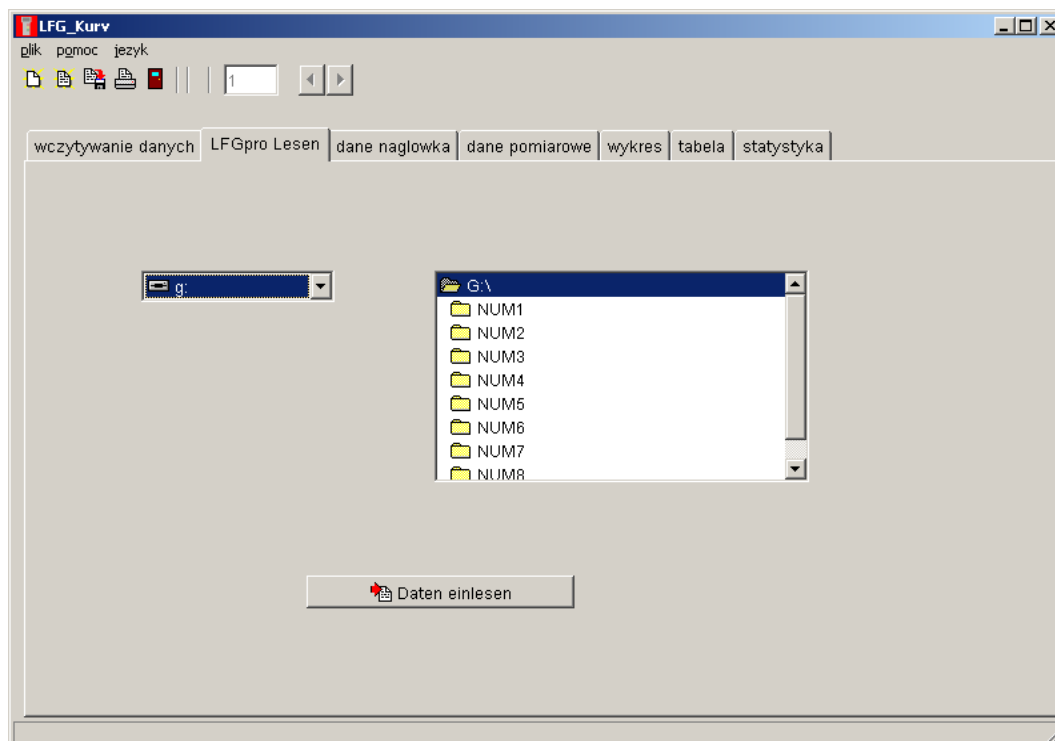 LFG_Kurv
plik pomoc jezyk
1
wczytywanie danych LFGpro Lesen dane naglowka dane pomiarowe wykres tabela statystyka
g:
G:\
NUM1
NUM2
NUM3
NUM4
NUM5
NUM6
NUM7
NUM8
Daten einlesen